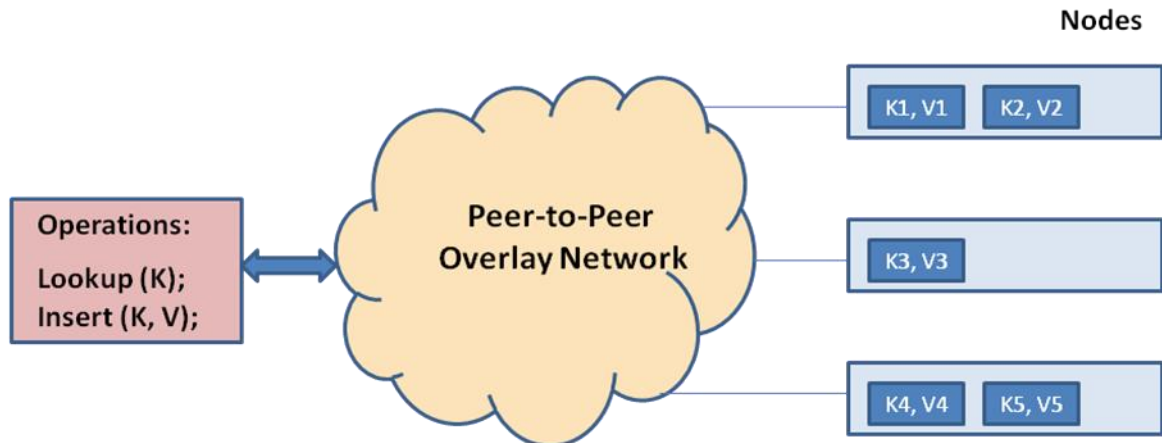 Nodes
K1, V1
K2, V2
Operations:
Lookup (K);
Insert (K, V);
Peer-to-Peer
Overlay Network
K3, V3
K4, V4
K5, V5